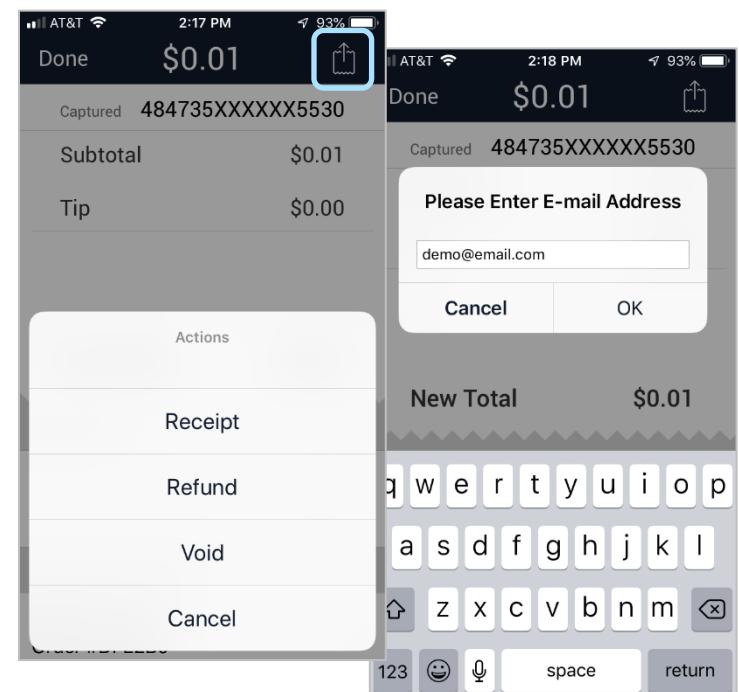 AT&T 2:17 PM 93%
Done $0.01
Captured 484735XXXXXX5530
Subtotal $0.01
Tip $0.00
Actions
Receipt
Refund
Void
Cancel
AT&T 2:18 PM 93%
Done $0.01
Captured 484735XXXXXX5530
Please Enter E-mail Address
demo@email.com
Cancel OK
New Total $0.01
q w e r t y u i o p
a s d f g h j k l
z x c v b n m
123 space return